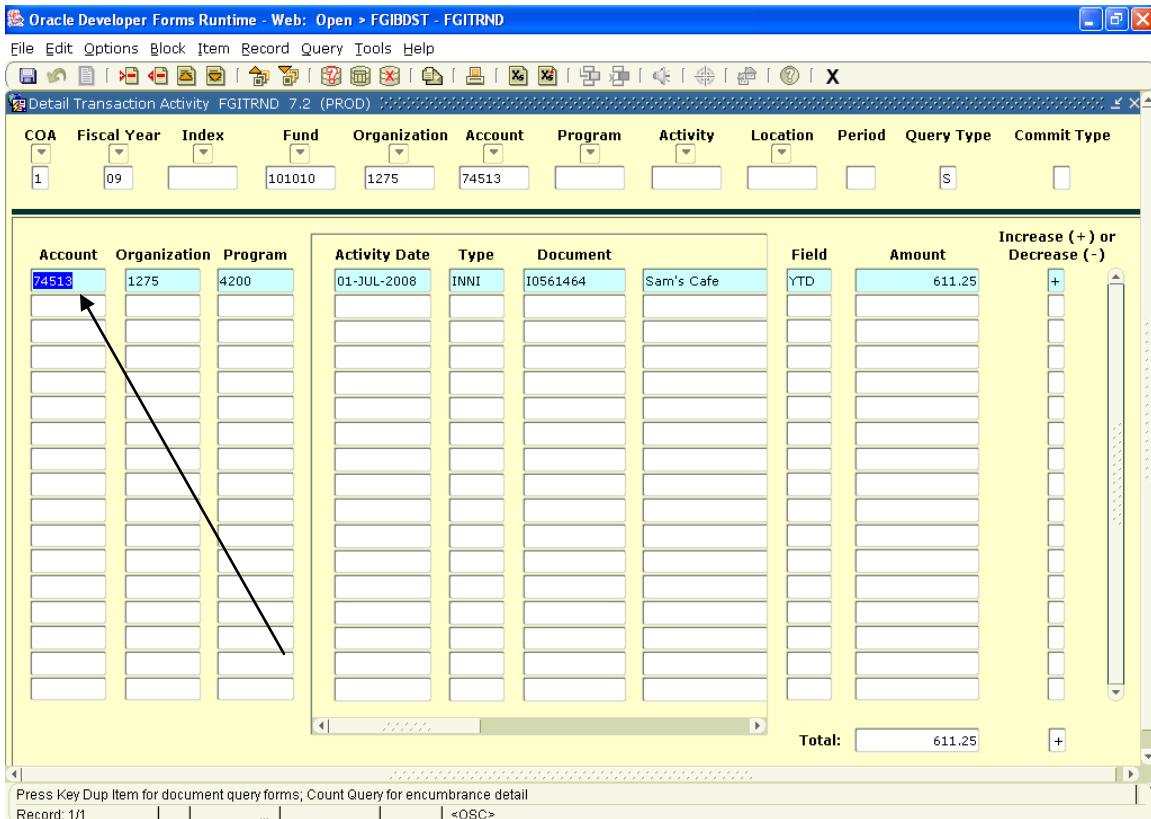 Oracle Developer Forms Runtime - Web: Open > FGIBDST - FGITRND
File Edit Options Block Item Record Query Tools Help
X
Detail Transaction Activity FGITRND 7.2 (PROD)
COA Fiscal Year Index Fund Organization Account Program Activity Location Period Query Type Commit Type
1 09 101010 1275 74513 S
Increase (+) or
Account Organization Program Activity Date Type Document Field Amount Decrease (-)
74513 1275 4200 01-JUL-2008 INNI I0561464 Sam's Cafe YTD 611.25 +
Total: 611.25 +
Press Key Dup Item for document query forms; Count Query for encumbrance detail
Record: 1/1 ... <OSC>